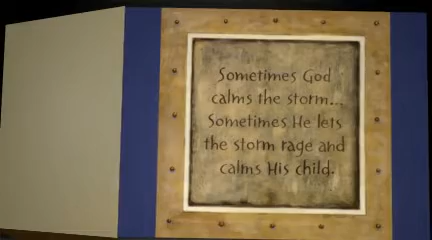 Sometimes God
calms the storm...
Sometimes He lets
the storm rage and
calms His child.